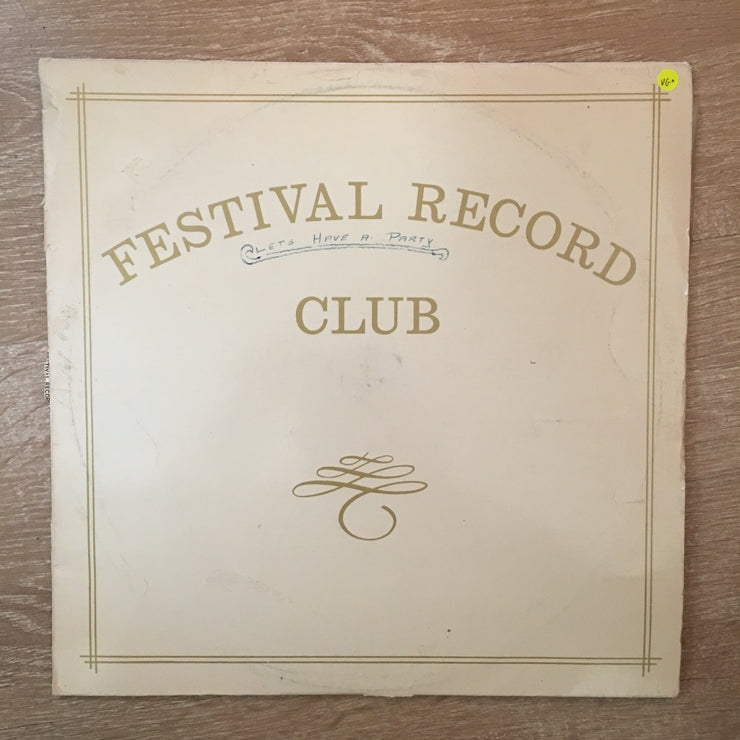 VG+
FESTIVAL RECORD
LETS HAVE A PARTY
CLUB